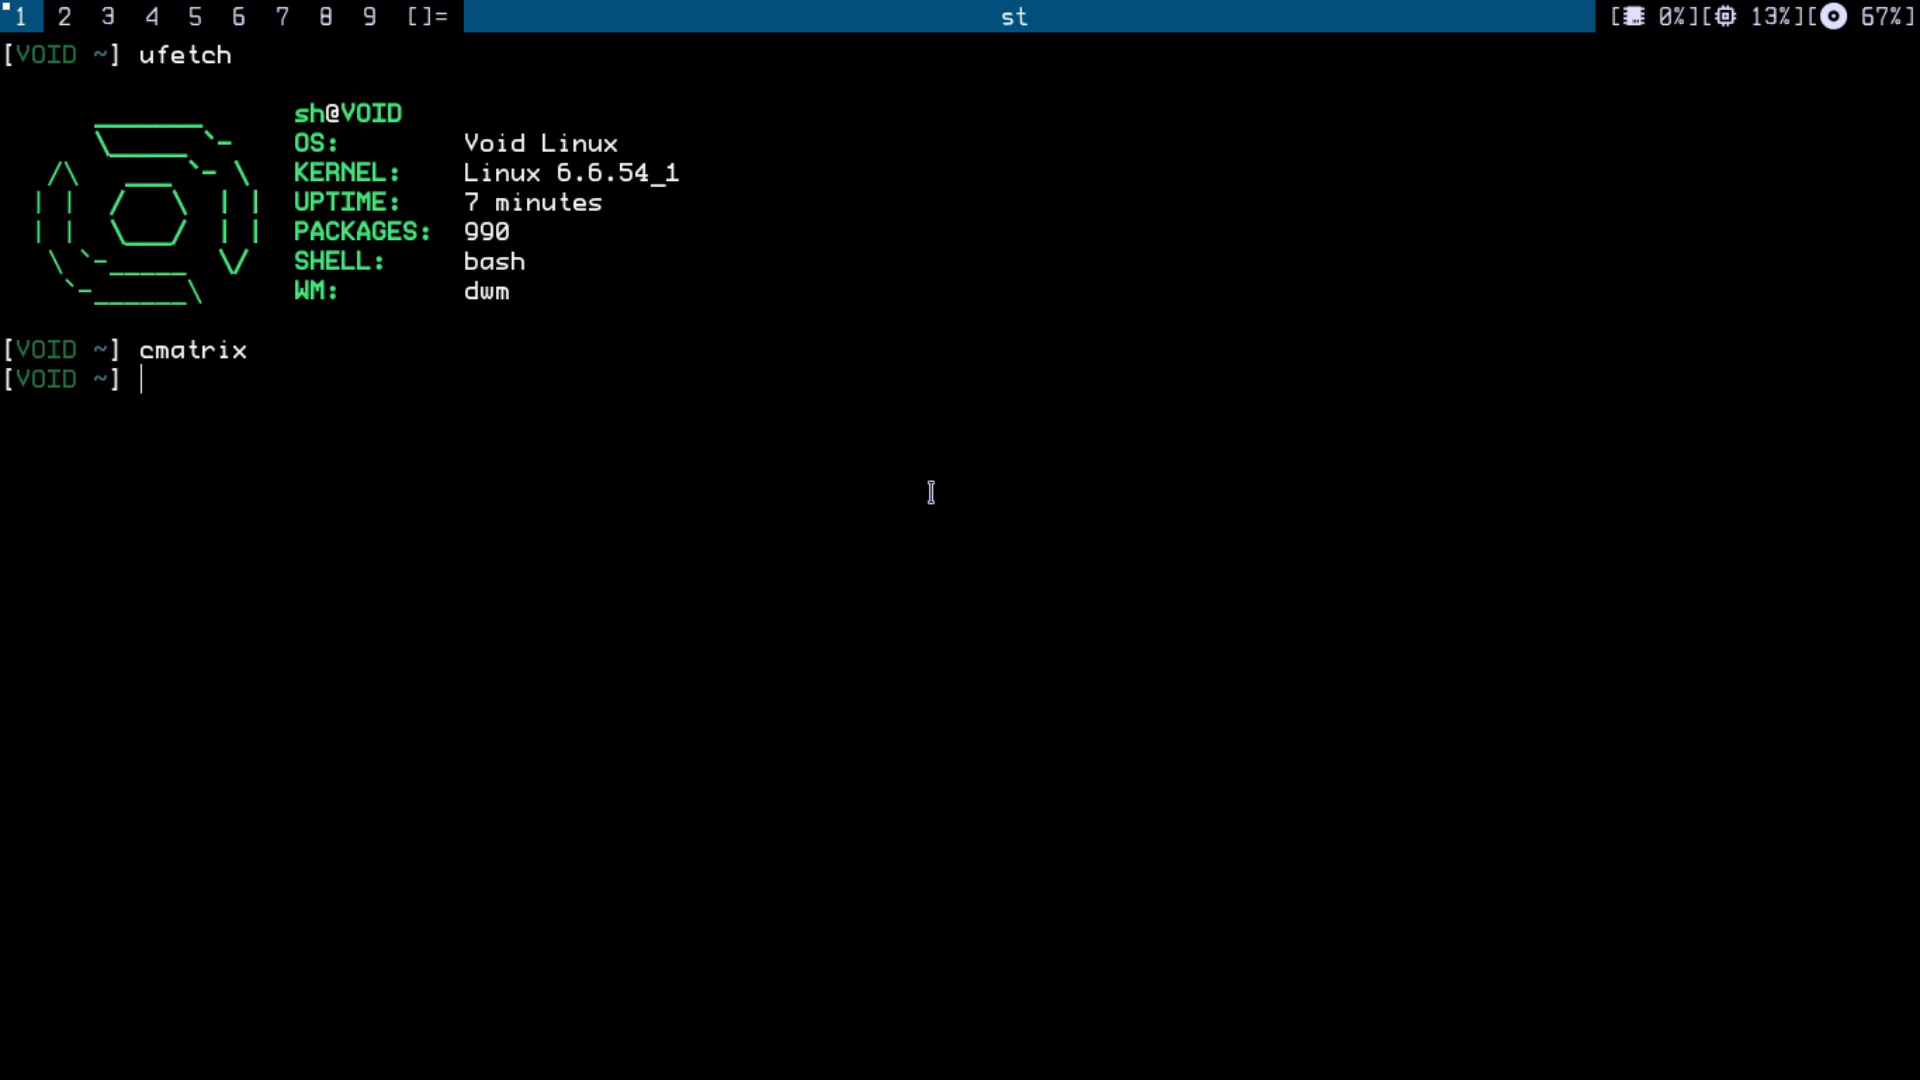 1 2 3 4 5 6 7 8 9 []= st [0%][13%][67%]
[VOID ~] ufetch
sh@VOID
OS: Void Linux
KERNEL: Linux 6.6.54_1
UPTIME: 7 minutes
PACKAGES: 990
SHELL: bash
WM: dwm
[VOID ~] cmatrix
[VOID ~]